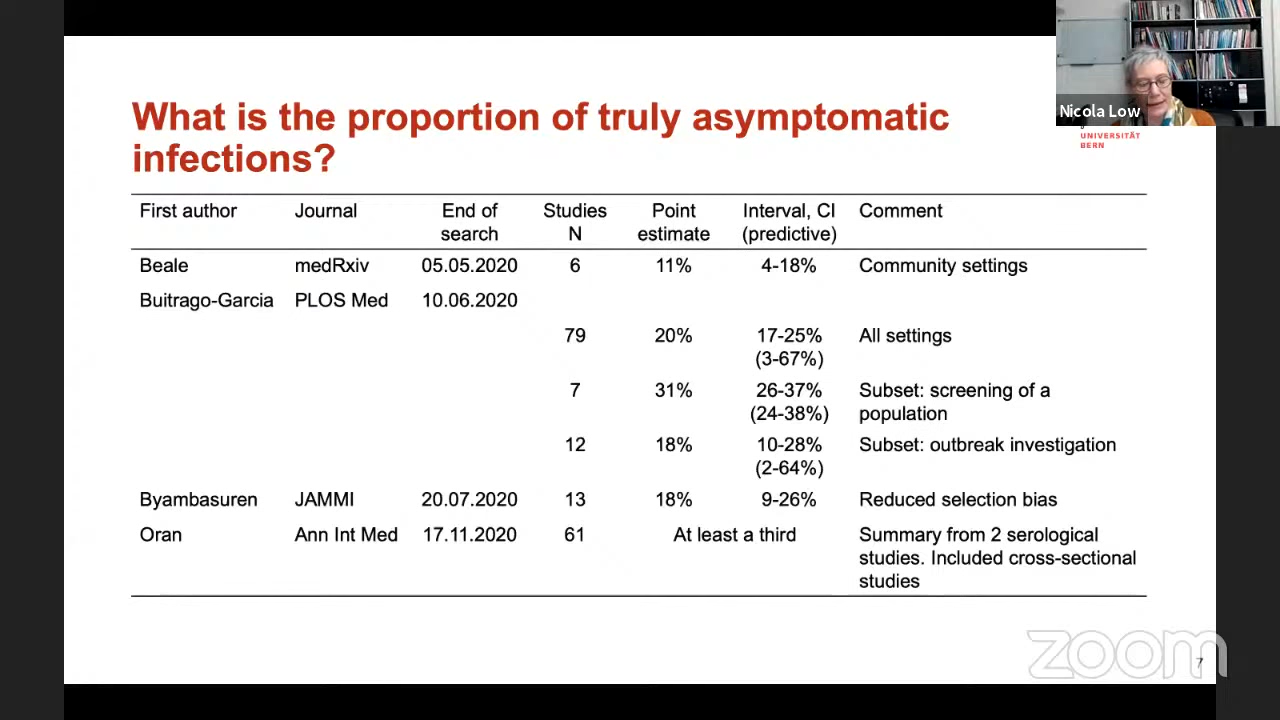 Nicola Low
UNIVERSITÄT
BERN
What is the proportion of truly asymptomatic
infections?
First author Journal End of search Studies N Point estimate Interval, CI (predictive) Comment
Beale medRxiv 05.05.2020 6 11% 4-18% Community settings
Buitrago-Garcia PLOS Med 10.06.2020
79 20% 17-25% (3-67%) All settings
7 31% 26-37% (24-38%) Subset: screening of a population
12 18% 10-28% (2-64%) Subset: outbreak investigation
Byambasuren JAMMI 20.07.2020 13 18% 9-26% Reduced selection bias
Oran Ann Int Med 17.11.2020 61 At least a third Summary from 2 serological studies. Included cross-sectional studies
zoom
7